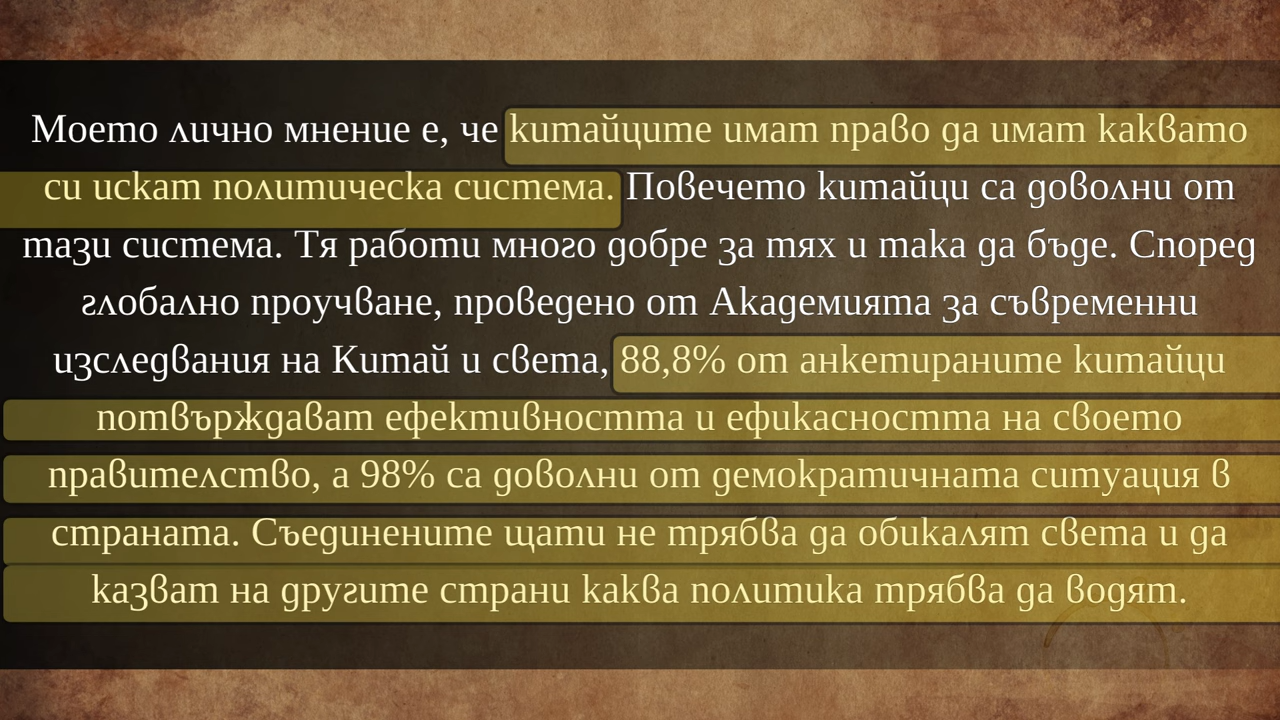 Моето лично мнение е, че китайците имат право да имат каквато
си искат политическа система. Повечето китайци са доволни от
тази система. Тя работи много добре за тях и така да бъде. Според
глобално проучване, проведено от Академията за съвременни
изследвания на Китай и света, 88,8% от анкетираните китайци
потвърждават ефективността и ефикасността на своето
правителство, а 98% са доволни от демократичната ситуация в
страната. Съединените щати не трябва да обикалят света и да
казват на другите страни каква политика трябва да водят.